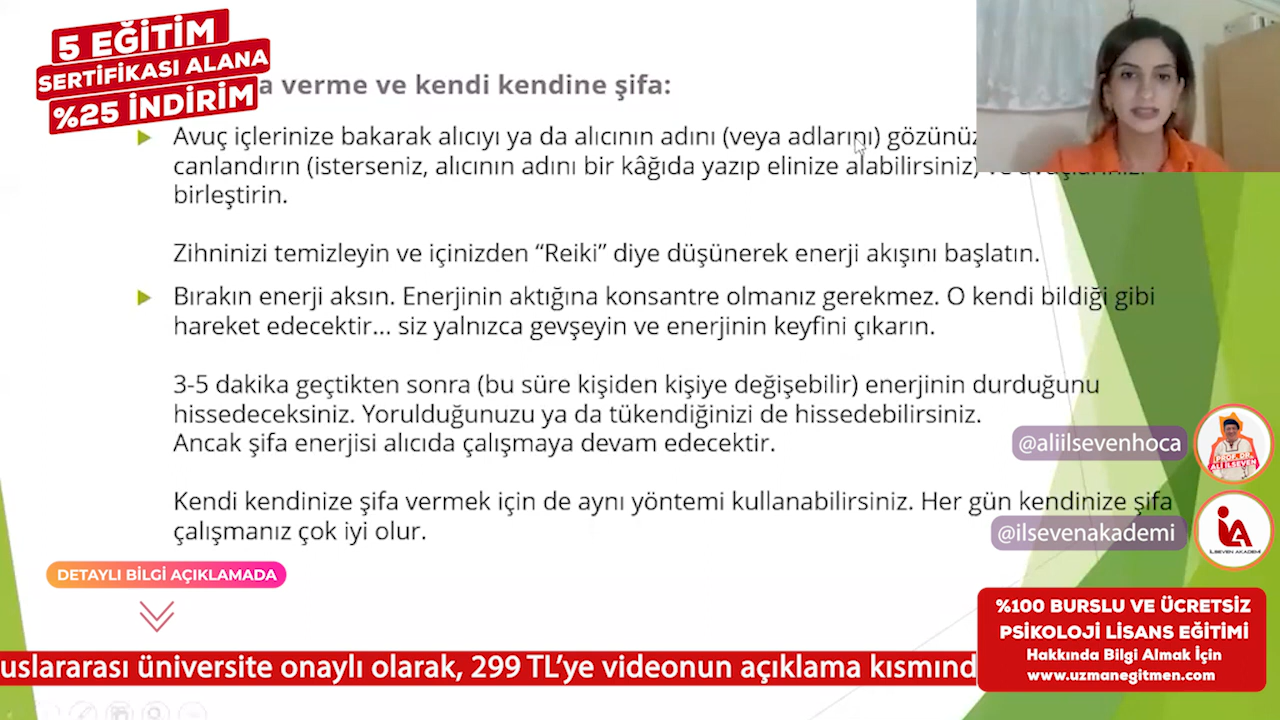 5 EĞİTİM
SERTİFİKASI ALANA
%25 İNDİRİM
verme ve kendi kendine şifa:
Avuç içlerinize bakarak alıcıyı ya da alıcının adını (veya adlarını)
canlandırın (isterseniz, alıcının adını bir kâğıda yazıp elinize alabilirsiniz)
birleştirin.
Zihninizi temizleyin ve içinizden “Reiki” diye düşünerek enerji akışını başlatın.
Bırakın enerji aksın. Enerjinin aktığına konsantre olmanız gerekmez. O kendi bildiği gibi
hareket edecektir... siz yalnızca gevşeyin ve enerjinin keyfini çıkarın.
3-5 dakika geçtikten sonra (bu süre kişiden kişiye değişebilir) enerjinin durduğunu
hissedeceksiniz. Yorulduğunuzu ya da tükendiğinizi de hissedebilirsiniz.
Ancak şifa enerjisi alıcıda çalışmaya devam edecektir.
@aliilsevenhoca
PROF. DR.
ALİ İLSEVEN
Kendi kendinize şifa vermek için de aynı yöntemi kullanabilirsiniz. Her gün kendinize şifa
çalışmanız çok iyi olur.
@ilsevenakademi
İLSEVEN AKADEMİ
DETAYLI BİLGİ AÇIKLAMADA
%100 BURSLU VE ÜCRETSİZ
PSİKOLOJİ LİSANS EĞİTİMİ
Hakkında Bilgi Almak İçin
www.uzmanegitmen.com
uslararası üniversite onaylı olarak, 299 TL’ye videonun açıklama kısmınd